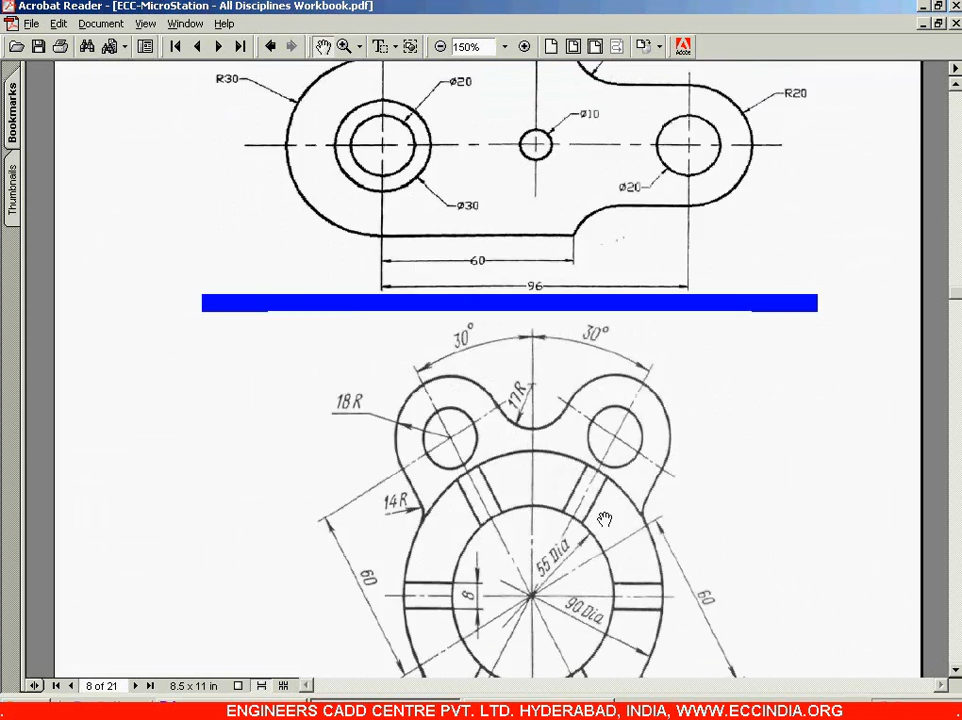 Acrobat Reader - [ECC-MicroStation - All Disciplines Workbook.pdf]
File Edit Document View Window Help
150%
Bookmarks
Thumbnails
R30
Ø20
Ø10
R20
Ø20
Ø30
60
96
30°
30°
17R
18 R
14R
60
8
55 Dia
90 Dia
60
8 of 21
8.5 x 11 in
ENGINEERS CADD CENTRE PVT. LTD. HYDERABAD, INDIA, WWW.ECCINDIA.ORG